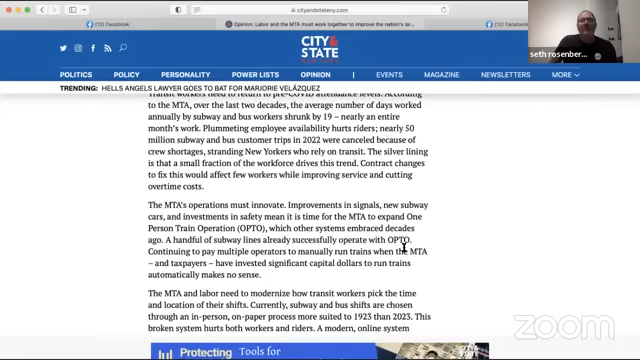 (12) Facebook
cityandstateny.com
Opinion: Labor and the MTA must work together to improve the nation's lar...
(12) Facebook
seth rosenber...
CITY&
STATE
NEW YORK
POLITICS POLICY PERSONALITY POWER LISTS OPINION | EVENTS MAGAZINE NEWSLETTERS MORE
TRENDING: HELLS ANGELS LAWYER GOES TO BAT FOR MARJORIE VELÁZQUEZ
Transit workers need to return to pre-COVID attendance levels. According
to the MTA, over the last two decades, the average number of days worked
annually by subway and bus workers shrunk by 19 – nearly an entire
month's work. Plummeting employee availability hurts riders; nearly 50
million subway and bus customer trips in 2022 were canceled because of
crew shortages, stranding New Yorkers who rely on transit. The silver lining
is that a small fraction of the workforce drives this trend. Contract changes
to fix this would affect few workers while improving service and cutting
overtime costs.
The MTA's operations must innovate. Improvements in signals, new subway
cars, and investments in safety mean it is time for the MTA to expand One
Person Train Operation (OPTO), which other systems embraced decades
ago. A handful of subway lines already successfully operate with OPTO.
Continuing to pay multiple operators to manually run trains when the MTA
– and taxpayers – have invested significant capital dollars to run trains
automatically makes no sense.
The MTA and labor need to modernize how transit workers pick the time
and location of their shifts. Currently, subway and bus shifts are chosen
through an in-person, on-paper process more suited to 1923 than 2023. This
broken system hurts both workers and riders. A modern, online system
Protecting Tools for
zoom